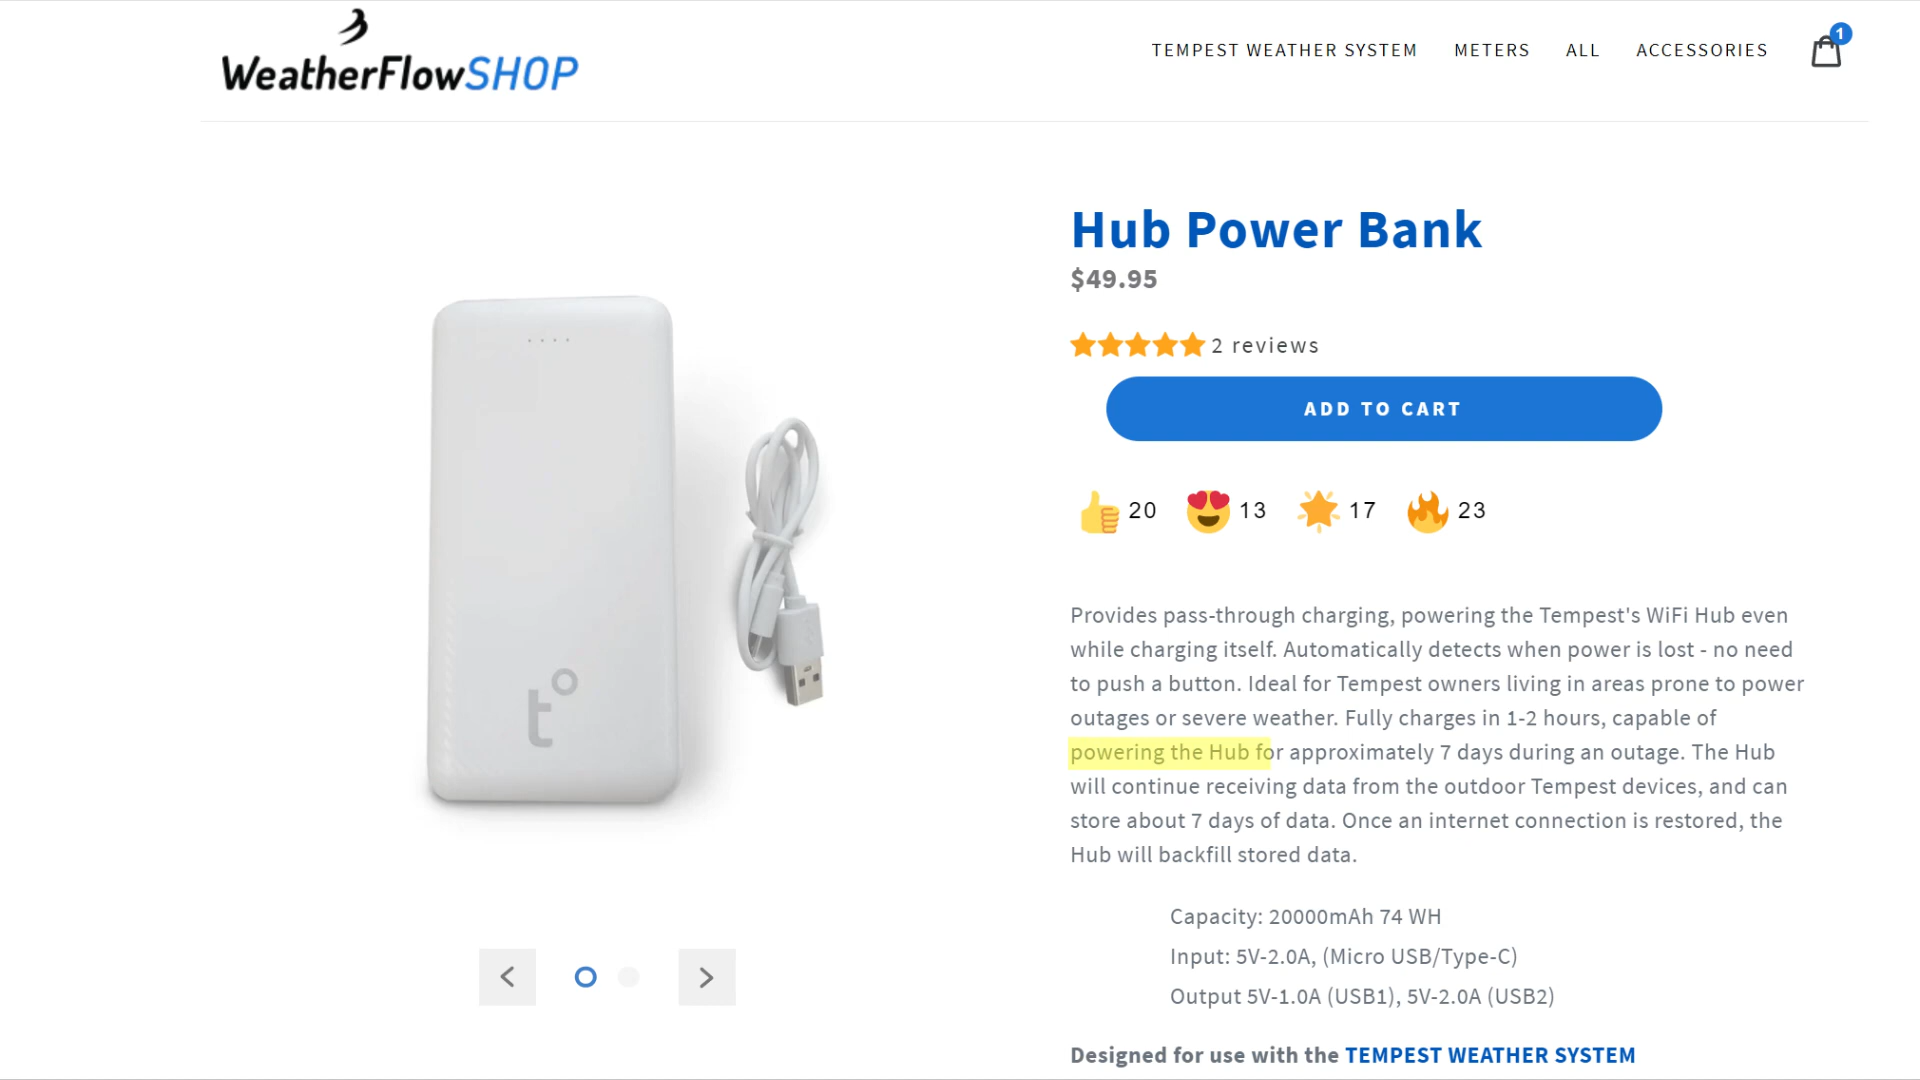 WeatherFlowSHOP
TEMPEST WEATHER SYSTEM METERS ALL ACCESSORIES 1
Hub Power Bank
$49.95
2 reviews
ADD TO CART
20 13 17 23
Provides pass-through charging, powering the Tempest's WiFi Hub even
while charging itself. Automatically detects when power is lost - no need
to push a button. Ideal for Tempest owners living in areas prone to power
outages or severe weather. Fully charges in 1-2 hours, capable of
powering the Hub for approximately 7 days during an outage. The Hub
will continue receiving data from the outdoor Tempest devices, and can
store about 7 days of data. Once an internet connection is restored, the
Hub will backfill stored data.
Capacity: 20000mAh 74 WH
Input: 5V-2.0A, (Micro USB/Type-C)
Output 5V-1.0A (USB1), 5V-2.0A (USB2)
Designed for use with the TEMPEST WEATHER SYSTEM
t°